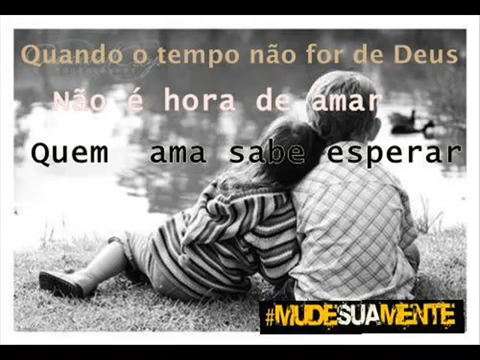 Quando o tempo não for de Deus
Não é hora de amar
Quem ama sabe esperar
#MUDESUAMENTE